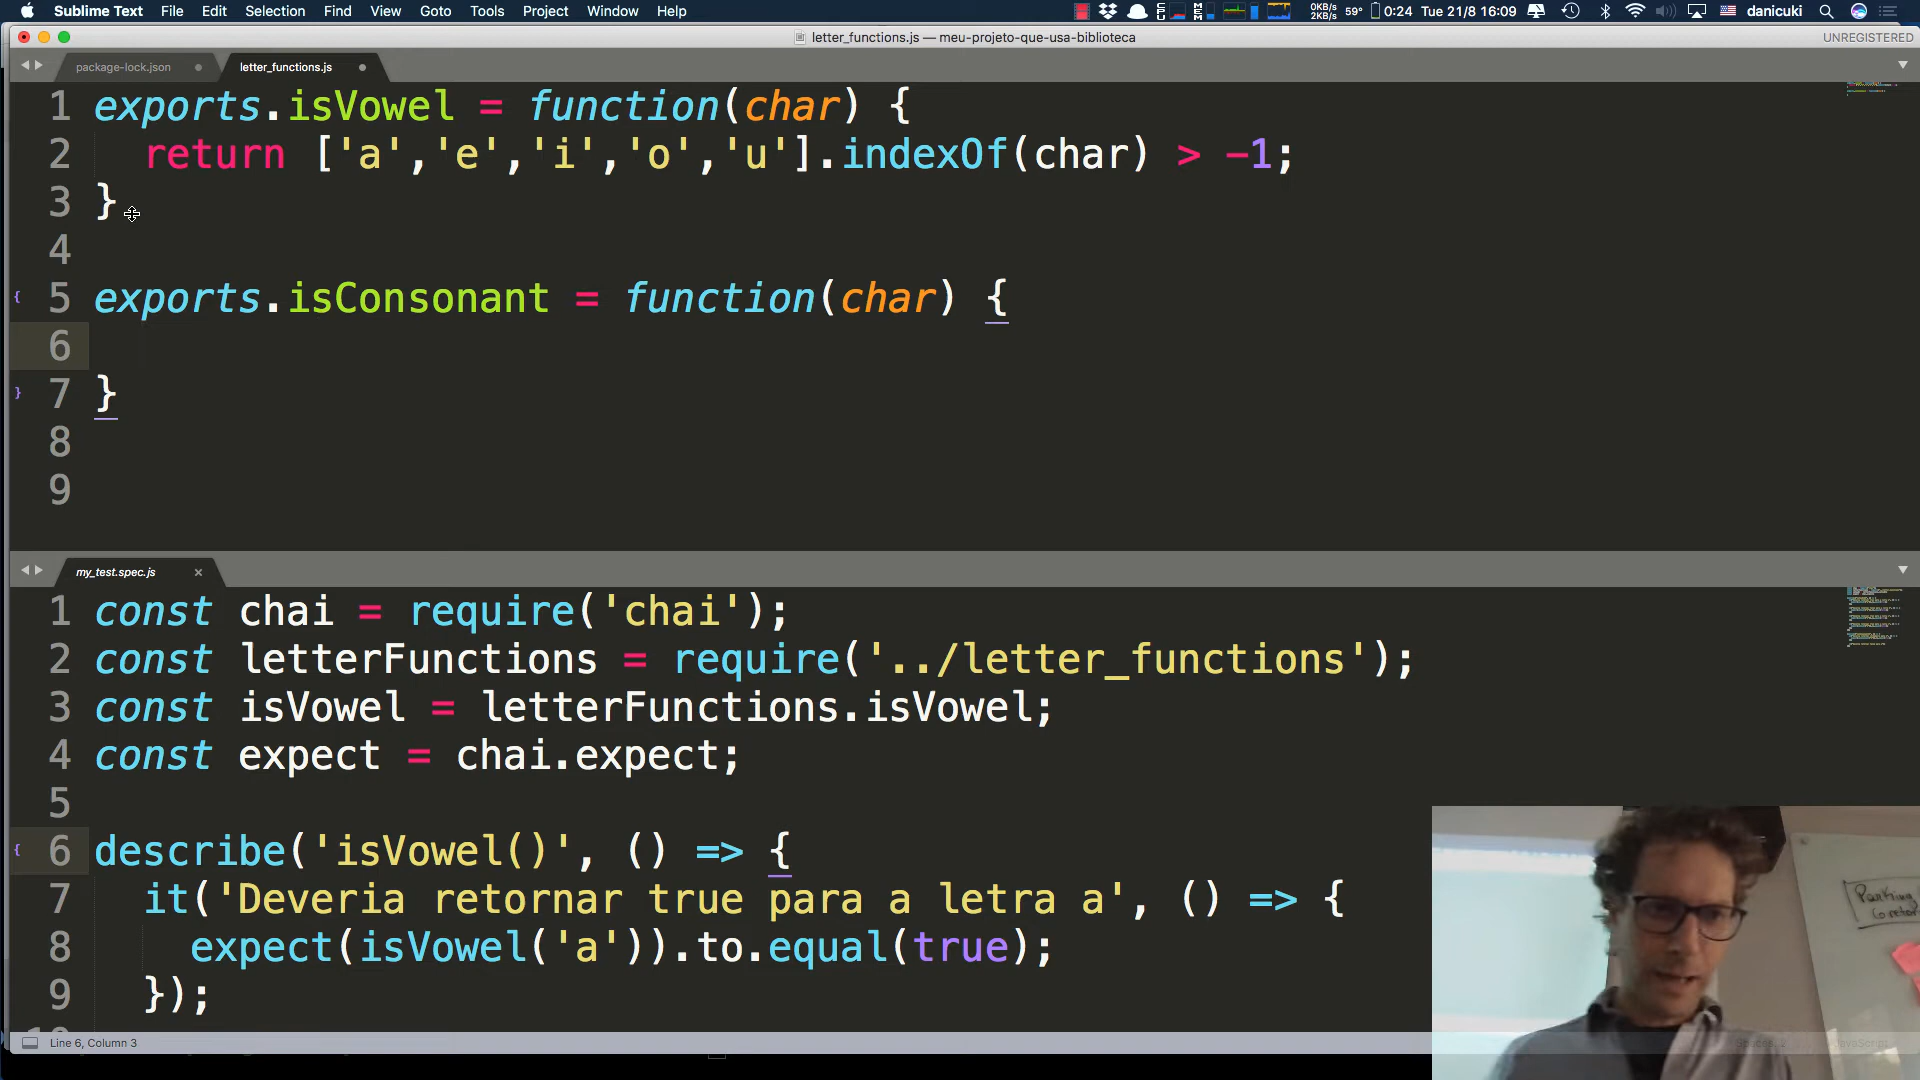 Sublime Text File Edit Selection Find View Goto Tools Project Window Help
CPU MEM 0KB/s 2KB/s 59° 0:24 Tue 21/8 16:09 danicuki
letter_functions.js — meu-projeto-que-usa-biblioteca UNREGISTERED
package-lock.json letter_functions.js
1 exports.isVowel = function(char) {
2 return ['a','e','i','o','u'].indexOf(char) > -1;
3 }
4
5 exports.isConsonant = function(char) {
6
7 }
8
9
my_test.spec.js
1 const chai = require('chai');
2 const letterFunctions = require('../letter_functions');
3 const isVowel = letterFunctions.isVowel;
4 const expect = chai.expect;
5
6 describe('isVowel()', () => {
7 it('Deveria retornar true para a letra a', () => {
8 expect(isVowel('a')).to.equal(true);
9 });
10
Line 6, Column 3
JavaScript
Parking